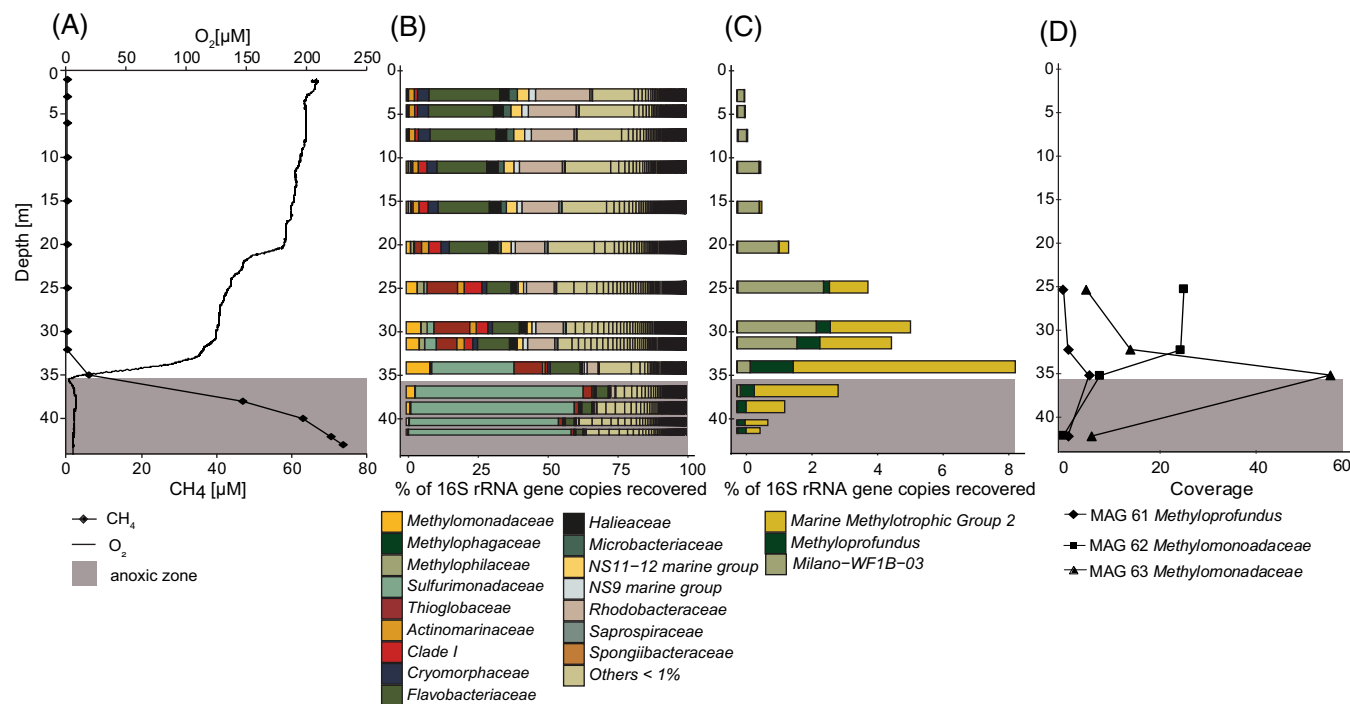 (A)
O₂[µM]
0 50 100 150 200 250
0
5
10
15
20
25
30
35
40
Depth [m]
0 20 40 60 80
CH₄ [µM]
CH₄
O₂
anoxic zone
(B)
0
5
10
15
20
25
30
35
40
0 25 50 75 100
% of 16S rRNA gene copies recovered
Methylomonadaceae
Methylophagaceae
Methylophilaceae
Sulfurimonadaceae
Thioglobaceae
Actinomarinaceae
Clade I
Cryomorphaceae
Flavobacteriaceae
Halieaceae
Microbacteriaceae
NS11−12 marine group
NS9 marine group
Rhodobacteraceae
Saprospiraceae
Spongiibacteraceae
Others < 1%
(C)
0
5
10
15
20
25
30
35
40
0 2 4 6 8
% of 16S rRNA gene copies recovered
Marine Methylotrophic Group 2
Methyloprofundus
Milano−WF1B−03
(D)
0
5
10
15
20
25
30
35
40
0 20 40 60
Coverage
MAG 61 Methyloprofundus
MAG 62 Methylomonoadaceae
MAG 63 Methylomonadaceae